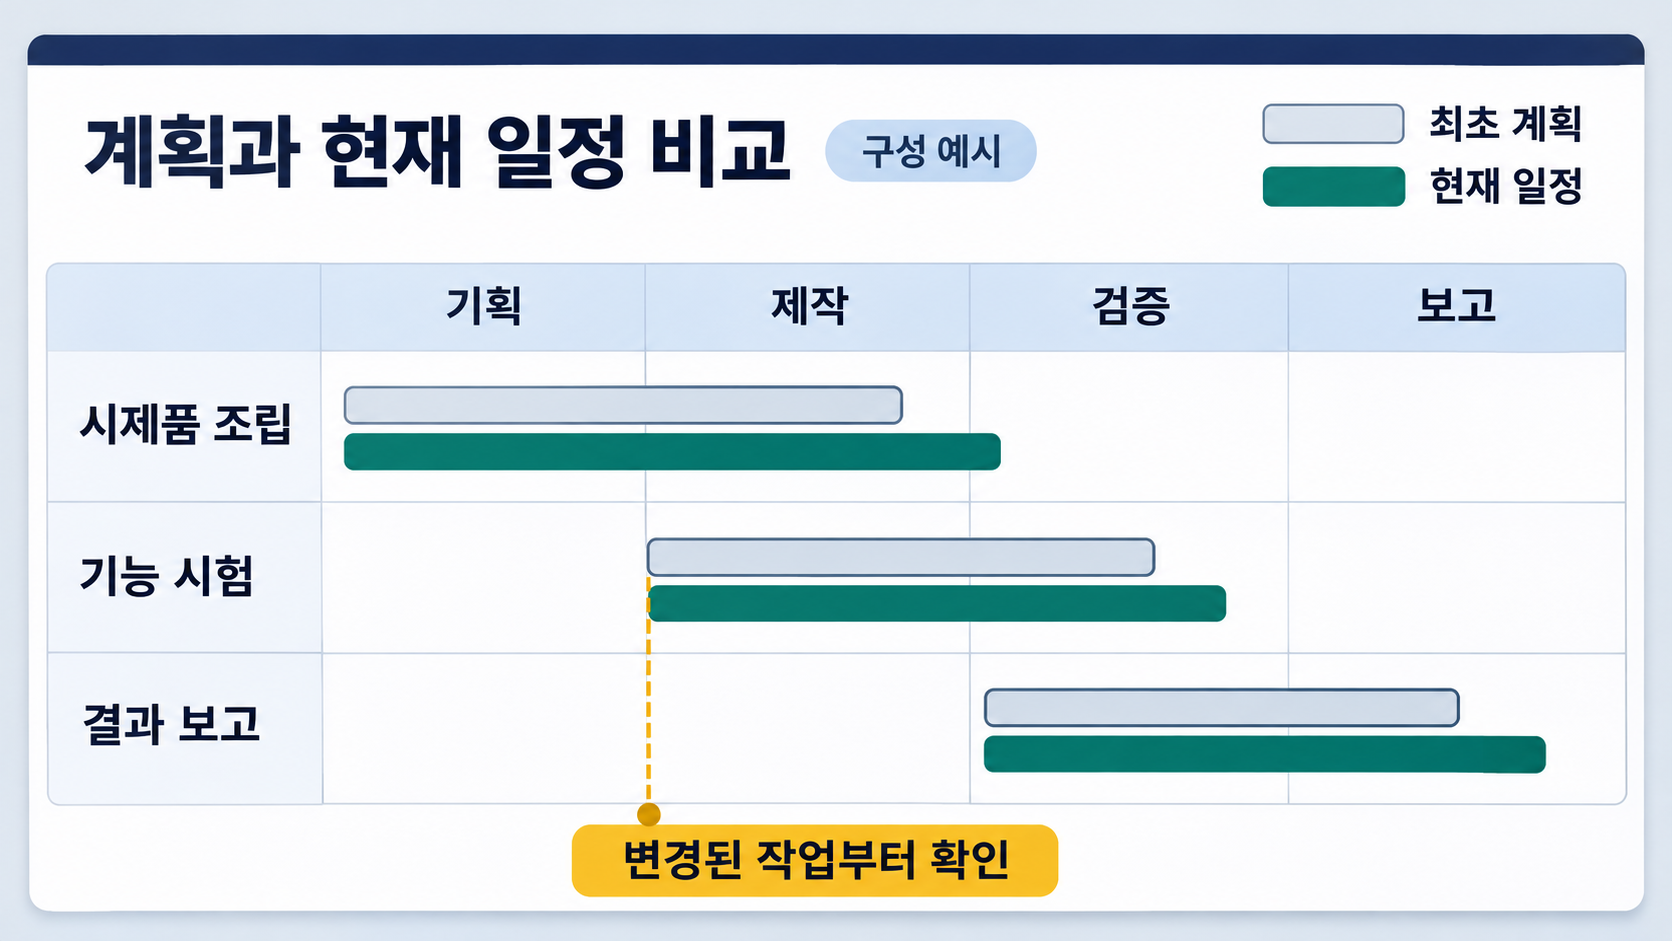 계획과 현재 일정 비교
구성 예시
최초 계획
현재 일정
기획
제작
검증
보고
시제품 조립
기능 시험
결과 보고
변경된 작업부터 확인